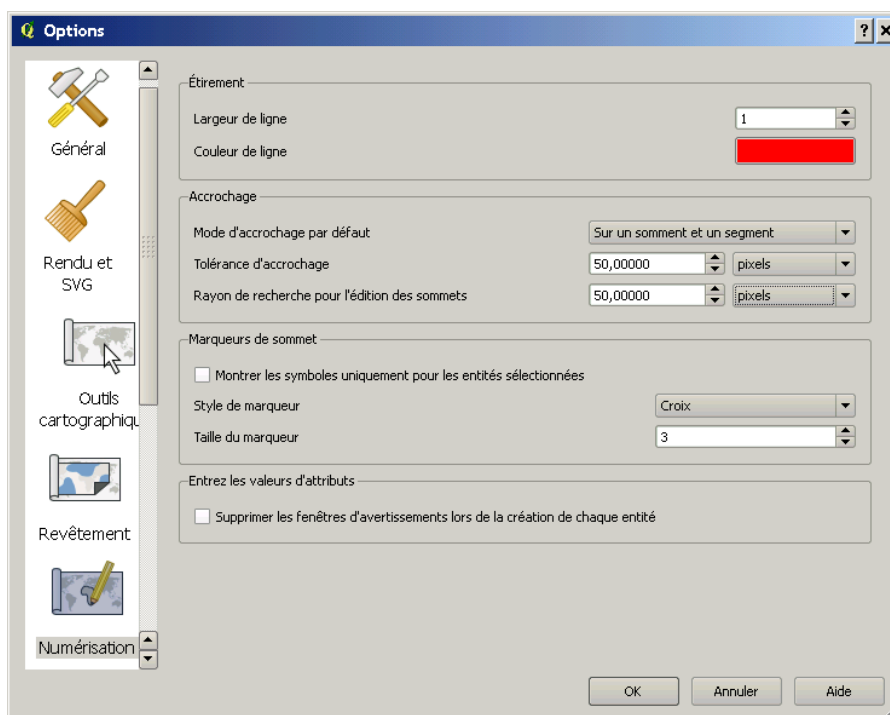 Options
Général
Rendu et
SVG
Outils
cartographiqu
Revêtement
Numérisation
Étirement
Largeur de ligne
1
Couleur de ligne
Accrochage
Mode d'accrochage par défaut
Sur un somment et un segment
Tolérance d'accrochage
50,00000
pixels
Rayon de recherche pour l'édition des sommets
50,00000
pixels
Marqueurs de sommet
Montrer les symboles uniquement pour les entités sélectionnées
Style de marqueur
Croix
Taille du marqueur
3
Entrez les valeurs d'attributs
Supprimer les fenêtres d'avertissements lors de la création de chaque entité
OK
Annuler
Aide